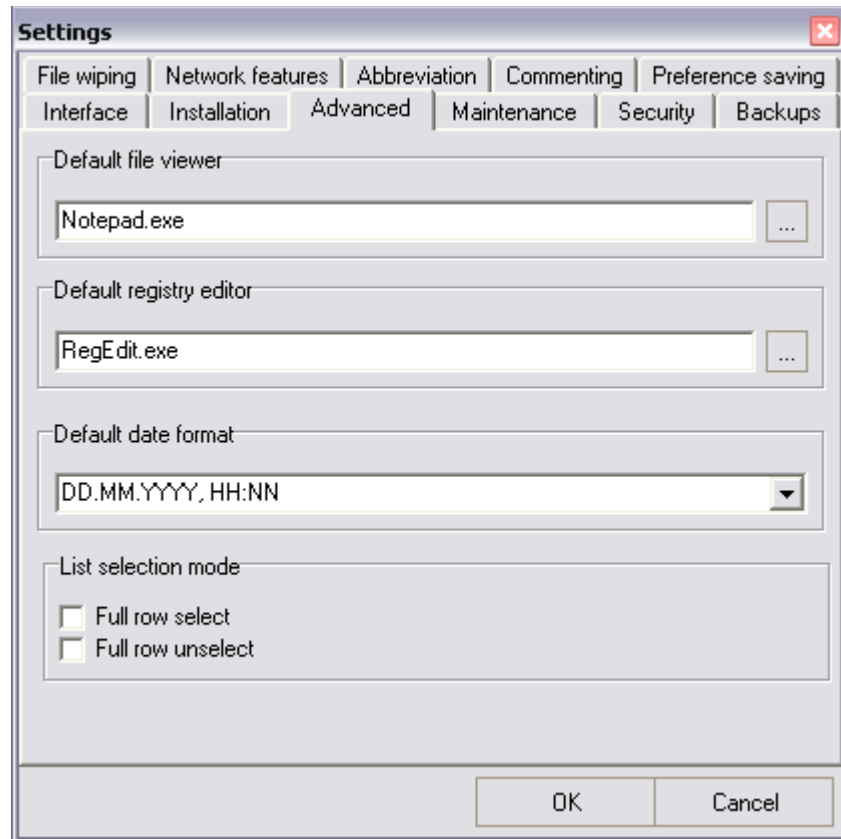 Settings
File wiping Network features Abbreviation Commenting Preference saving
Interface Installation Advanced Maintenance Security Backups
Default file viewer
Notepad.exe ...
Default registry editor
RegEdit.exe ...
Default date format
DD.MM.YYYY, HH:NN
List selection mode
Full row select
Full row unselect
OK Cancel